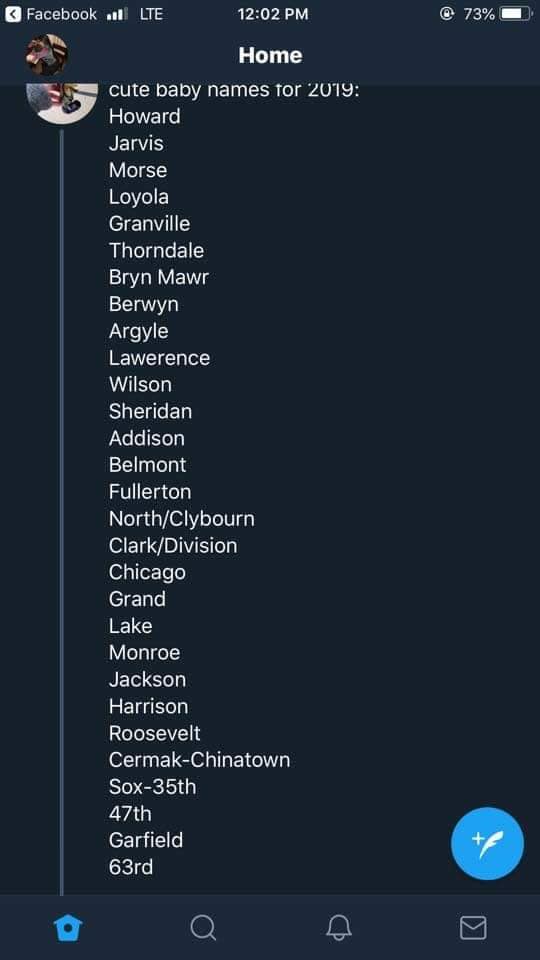 Facebook LTE 12:02 PM 73%
Home
cute baby names for 2019:
Howard
Jarvis
Morse
Loyola
Granville
Thorndale
Bryn Mawr
Berwyn
Argyle
Lawerence
Wilson
Sheridan
Addison
Belmont
Fullerton
North/Clybourn
Clark/Division
Chicago
Grand
Lake
Monroe
Jackson
Harrison
Roosevelt
Cermak-Chinatown
Sox-35th
47th
Garfield
63rd